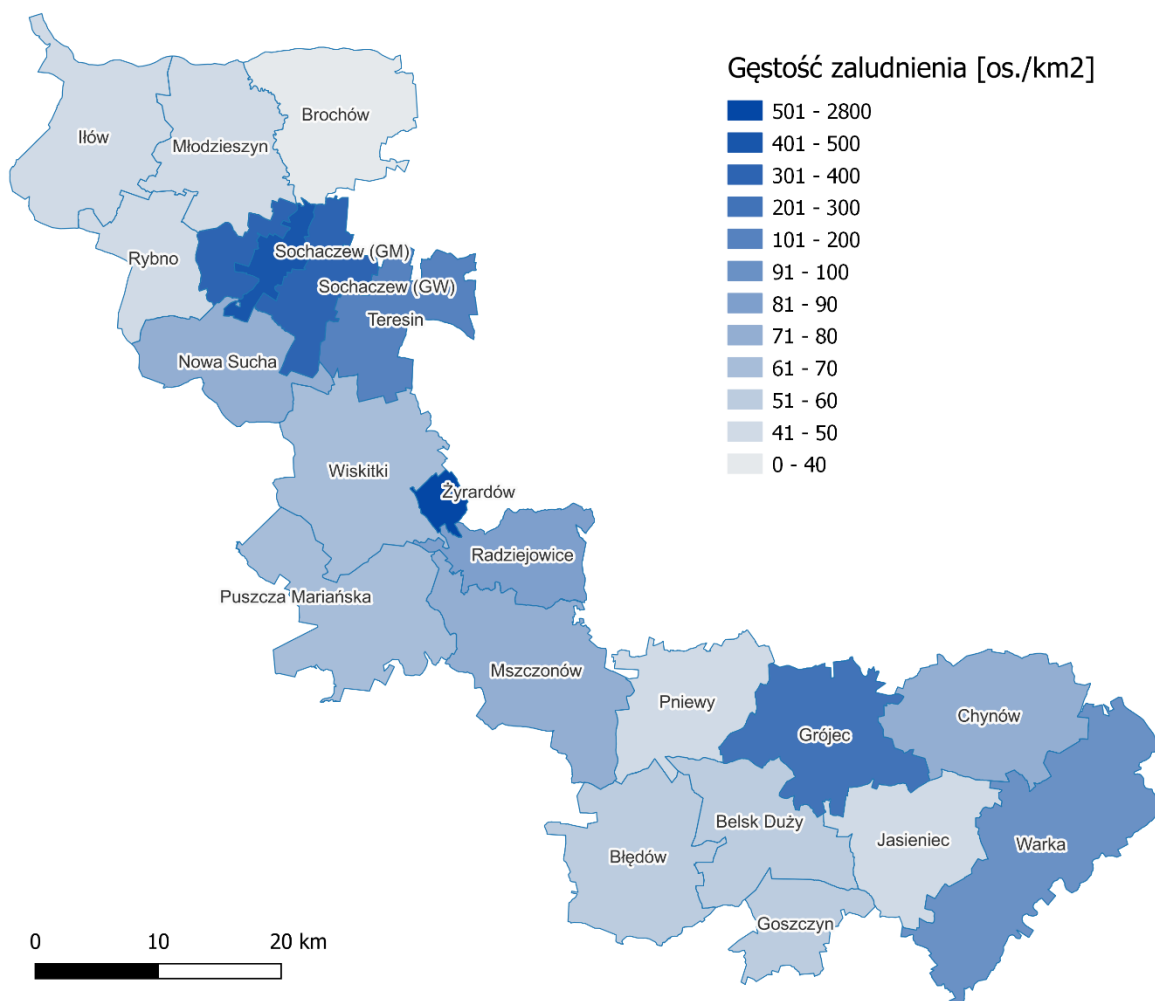 Gęstość zaludnienia [os./km2]
501 - 2800
401 - 500
301 - 400
201 - 300
101 - 200
91 - 100
81 - 90
71 - 80
61 - 70
51 - 60
41 - 50
0 - 40
Brochów
Iłów
Młodzieszyn
Rybno
Sochaczew (GM)
Sochaczew (GW)
Teresin
Nowa Sucha
Wiskitki
Żyrardów
Radziejowice
Puszcza Mariańska
Mszczonów
Pniewy
Grójec
Chynów
Belsk Duży
Jasieniec
Warka
Błędów
Goszczyn
0 10 20 km